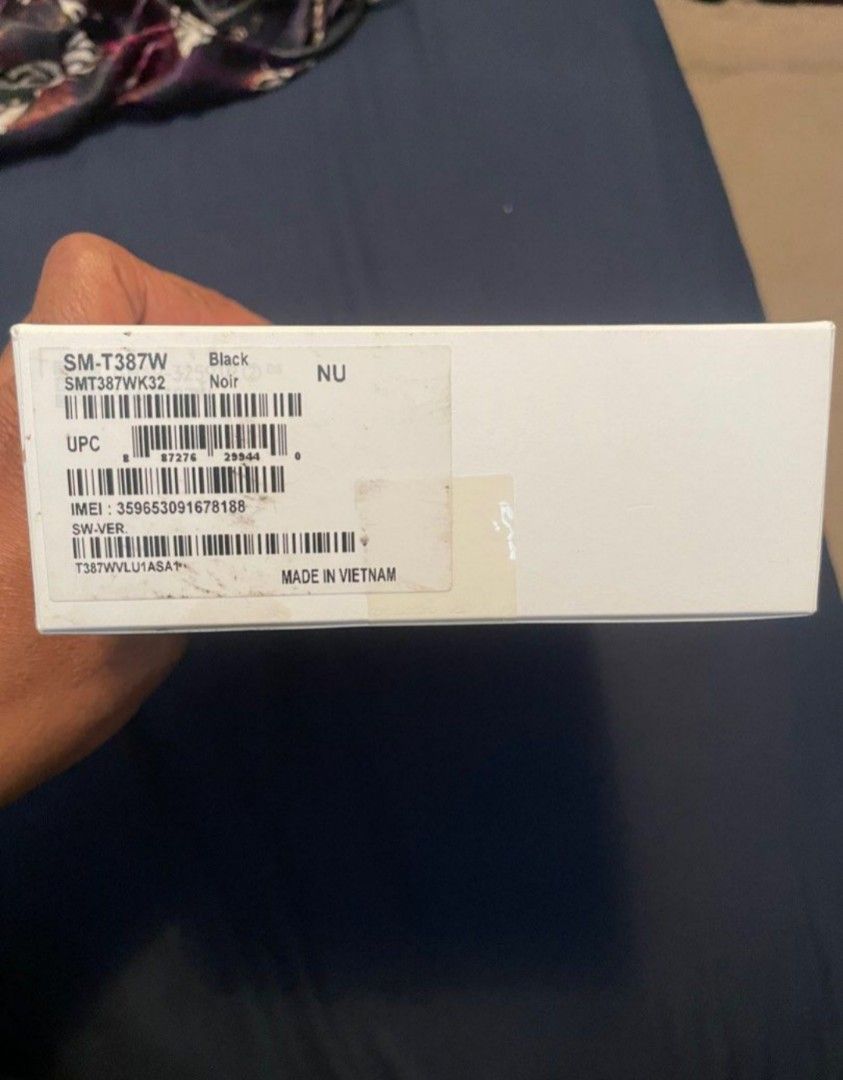 SM-T387W Black NU
SMT387WK32 Noir
UPC 8 87276 29944 0
IMEI : 359653091678188
SW-VER.
T387WVLU1ASA1
MADE IN VIETNAM